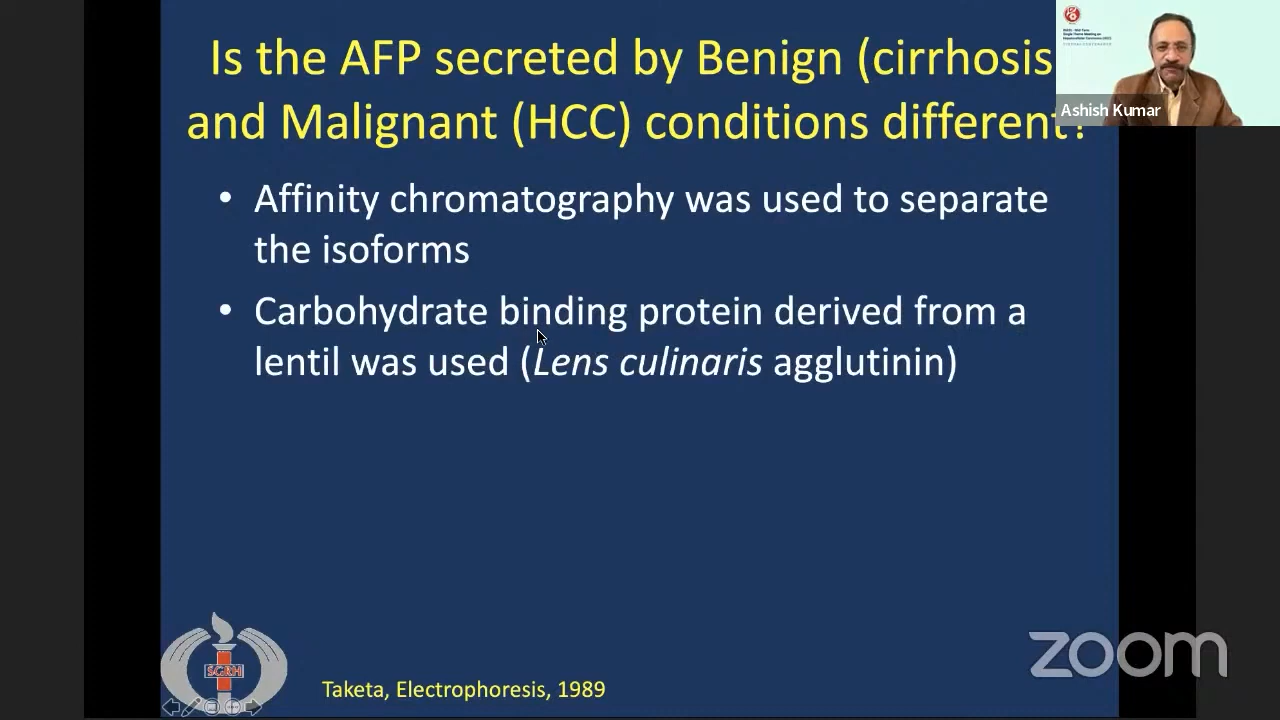 Is the AFP secreted by Benign (cirrhosis
and Malignant (HCC) conditions different?
Ashish Kumar
• Affinity chromatography was used to separate
the isoforms
• Carbohydrate binding protein derived from a
lentil was used (Lens culinaris agglutinin)
SGRH
Taketa, Electrophoresis, 1989
zoom